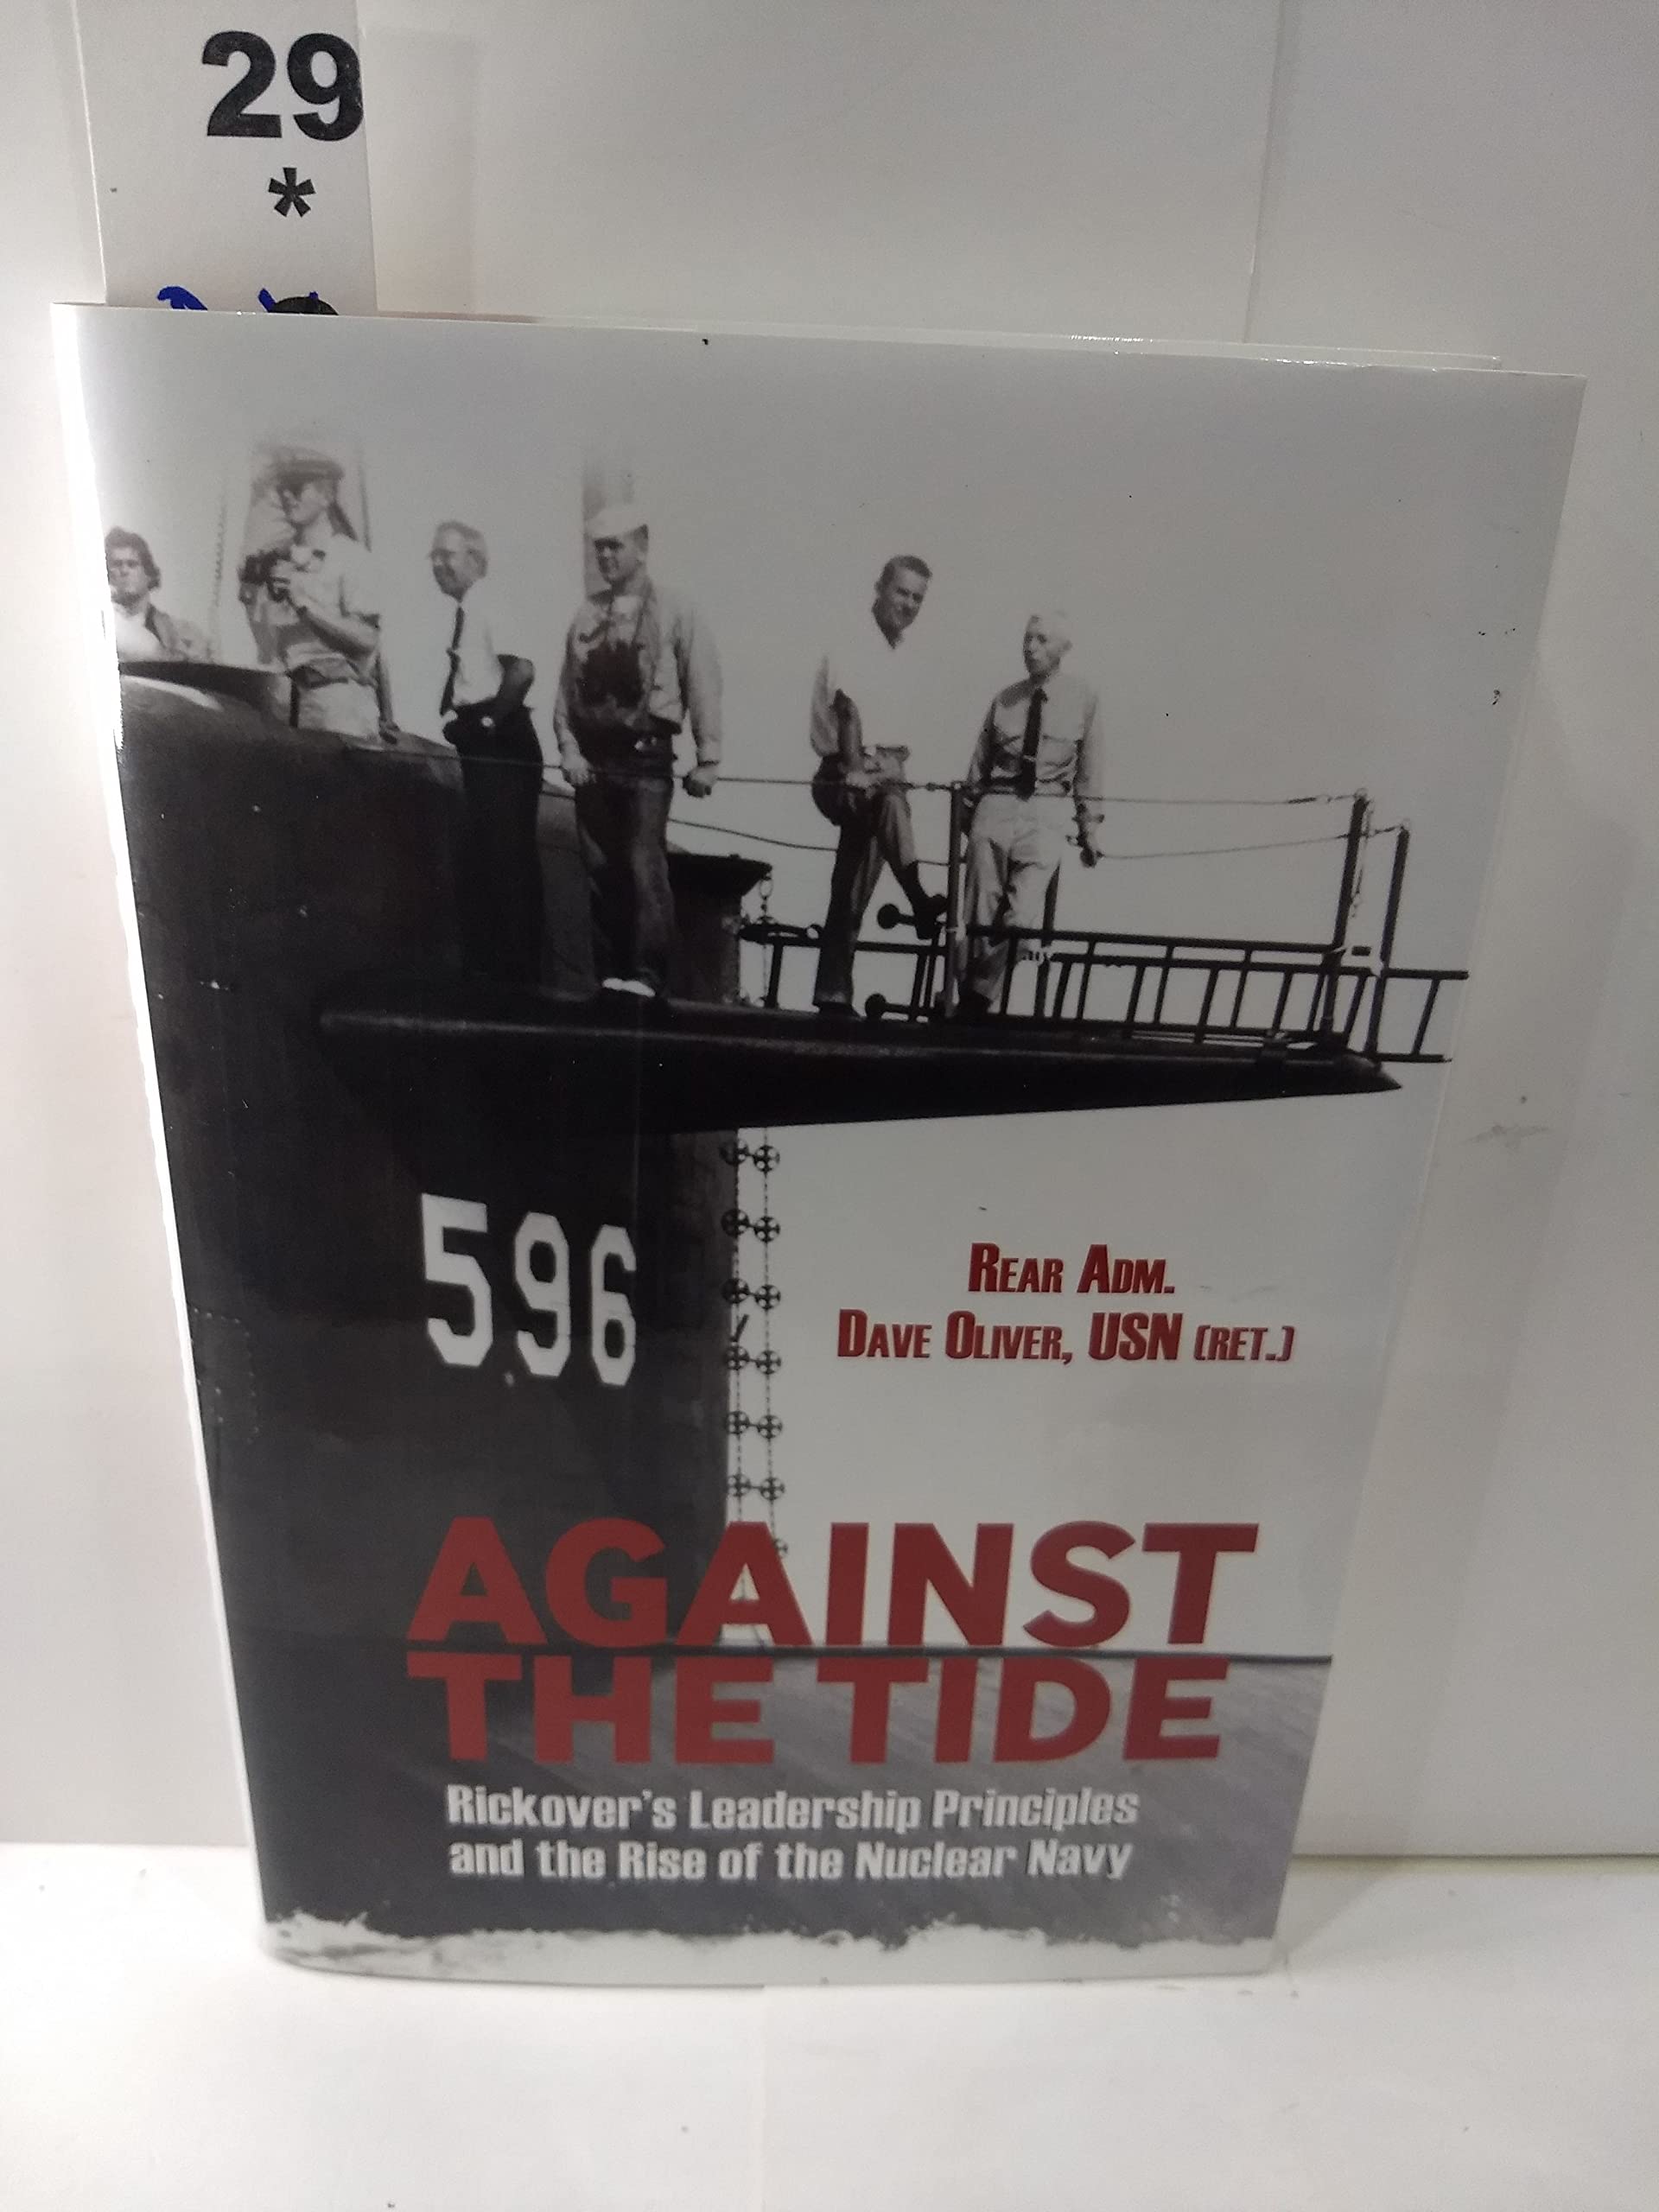 29
*
596
REAR ADM.
DAVE OLIVER, USN (RET.)
AGAINST
THE TIDE
Rickover's Leadership Principles
and the Rise of the Nuclear Navy